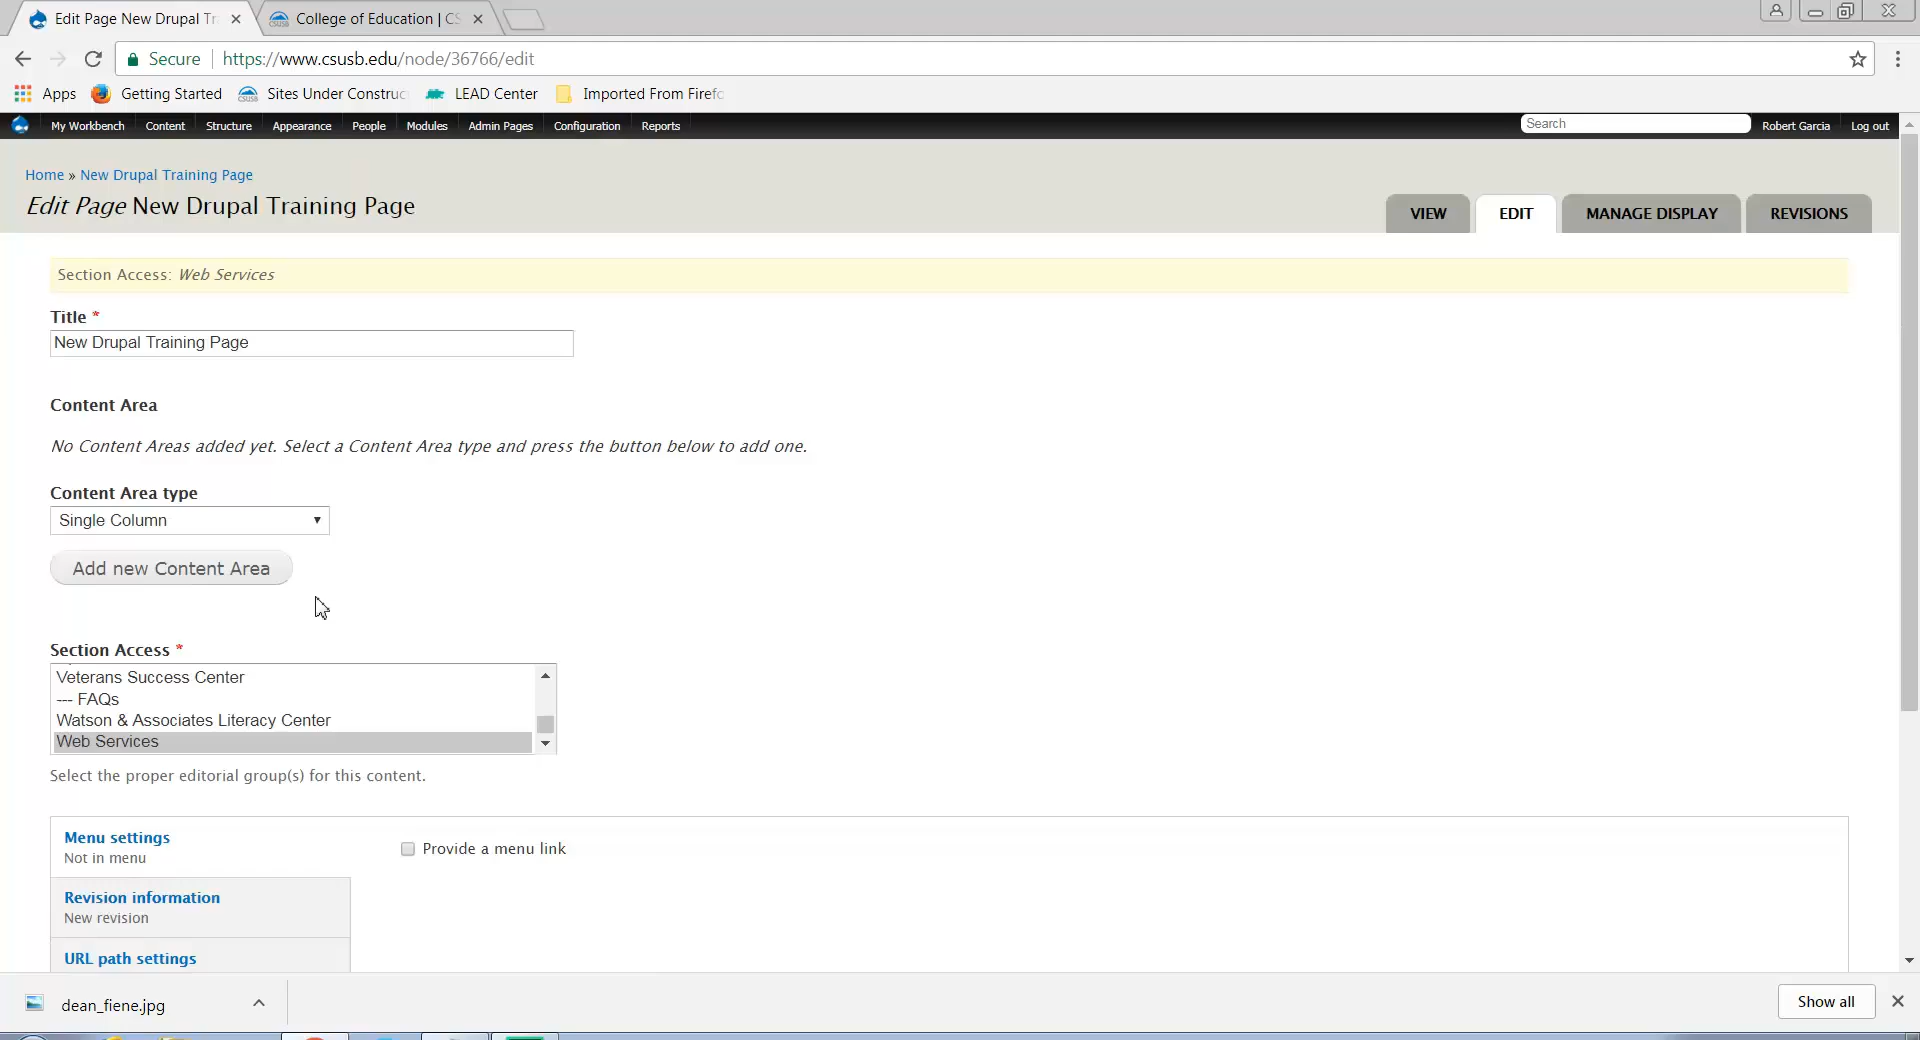 Edit Page New Drupal Tr
College of Education | CS
Secure
https://www.csusb.edu/node/36766/edit
Apps
Getting Started
Sites Under Construc
LEAD Center
Imported From Firefo
My Workbench
Content
Structure
Appearance
People
Modules
Admin Pages
Configuration
Reports
Search
Robert Garcia
Log out
Home » New Drupal Training Page
Edit Page New Drupal Training Page
VIEW
EDIT
MANAGE DISPLAY
REVISIONS
Section Access: Web Services
Title *
New Drupal Training Page
Content Area
No Content Areas added yet. Select a Content Area type and press the button below to add one.
Content Area type
Single Column
Add new Content Area
Section Access *
Veterans Success Center
--- FAQs
Watson & Associates Literacy Center
Web Services
Select the proper editorial group(s) for this content.
Menu settings
Not in menu
Provide a menu link
Revision information
New revision
URL path settings
dean_fiene.jpg
Show all